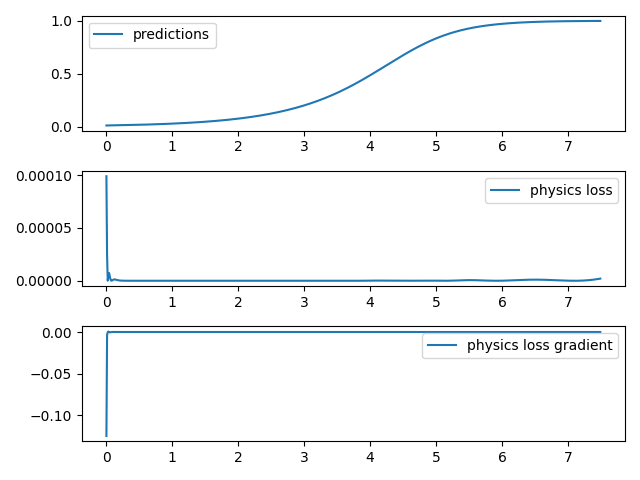 1.0
predictions
0.5
0.0
0 1 2 3 4 5 6 7
0.00010
physics loss
0.00005
0.00000
0 1 2 3 4 5 6 7
0.00
physics loss gradient
−0.05
−0.10
0 1 2 3 4 5 6 7